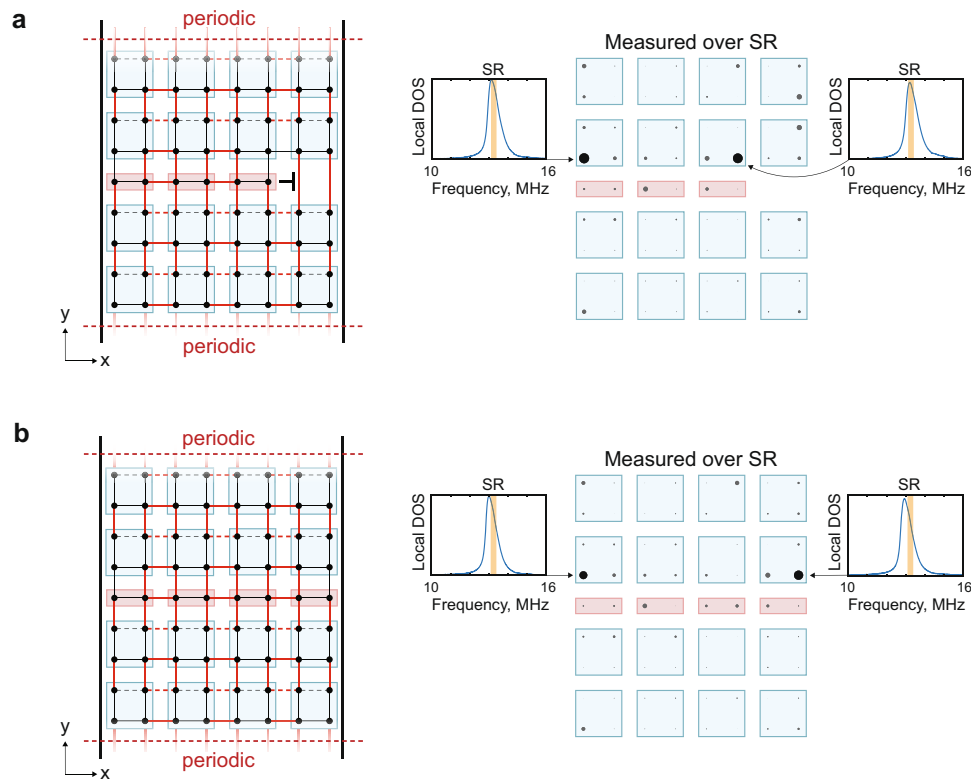 a
periodic
periodic
y
x
Measured over SR
SR
Local DOS
10
16
Frequency, MHz
SR
Local DOS
10
16
Frequency, MHz
b
periodic
periodic
y
x
Measured over SR
SR
Local DOS
10
16
Frequency, MHz
SR
Local DOS
16
16
Frequency, MHz